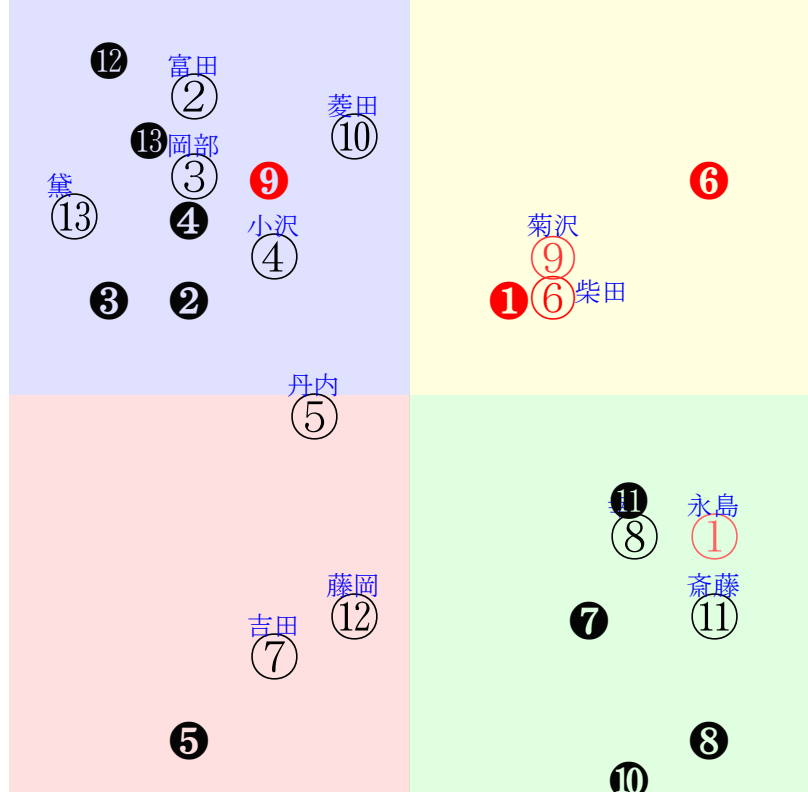 ⓬
富田
②
菱田
⑩
⓭
岡部
③
❾
❻
黛
⑬
❹
小沢
④
菊沢
⑨
❸
❷
❶
⑥
柴田
丹内
⑤
⓫
永島
⑧
①
藤岡
⑫
斎藤
⑪
吉田
⑦
❼
❺
❽
❿